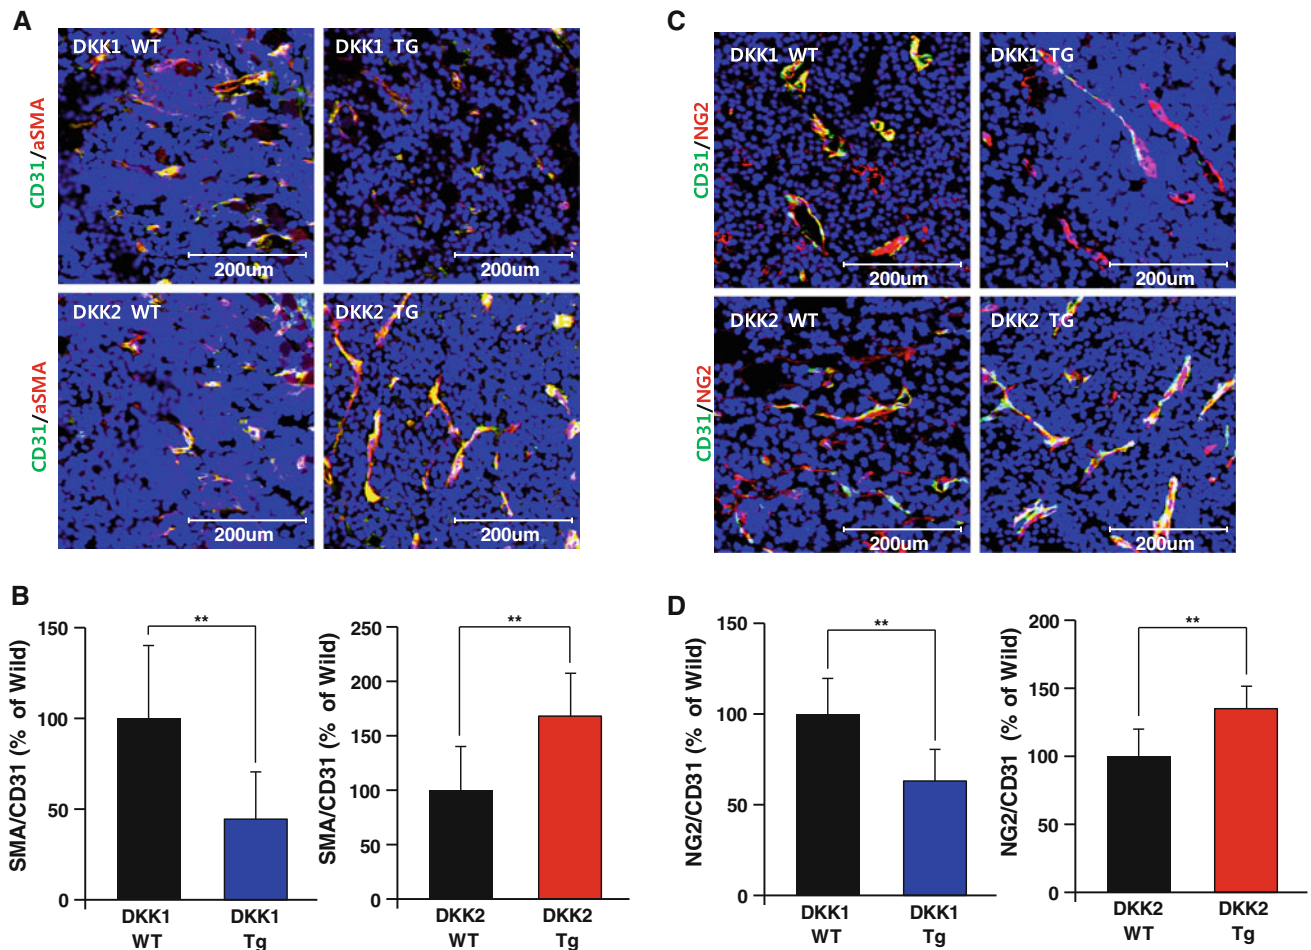 A
CD31/aSMA
DKK1 WT
200um
DKK1 TG
200um
CD31/aSMA
DKK2 WT
200um
DKK2 TG
200um
B
SMA/CD31 (% of Wild)
150
100
50
0
**
DKK1
WT
DKK1
Tg
SMA/CD31 (% of Wild)
250
200
150
100
50
0
**
DKK2
WT
DKK2
Tg
C
CD31/NG2
DKK1 WT
200um
DKK1 TG
200um
CD31/NG2
DKK2 WT
200um
DKK2 TG
200um
D
NG2/CD31 (% of Wild)
150
100
50
0
**
DKK1
WT
DKK1
Tg
NG2/CD31 (% of Wild)
200
150
100
50
0
**
DKK2
WT
DKK2
Tg